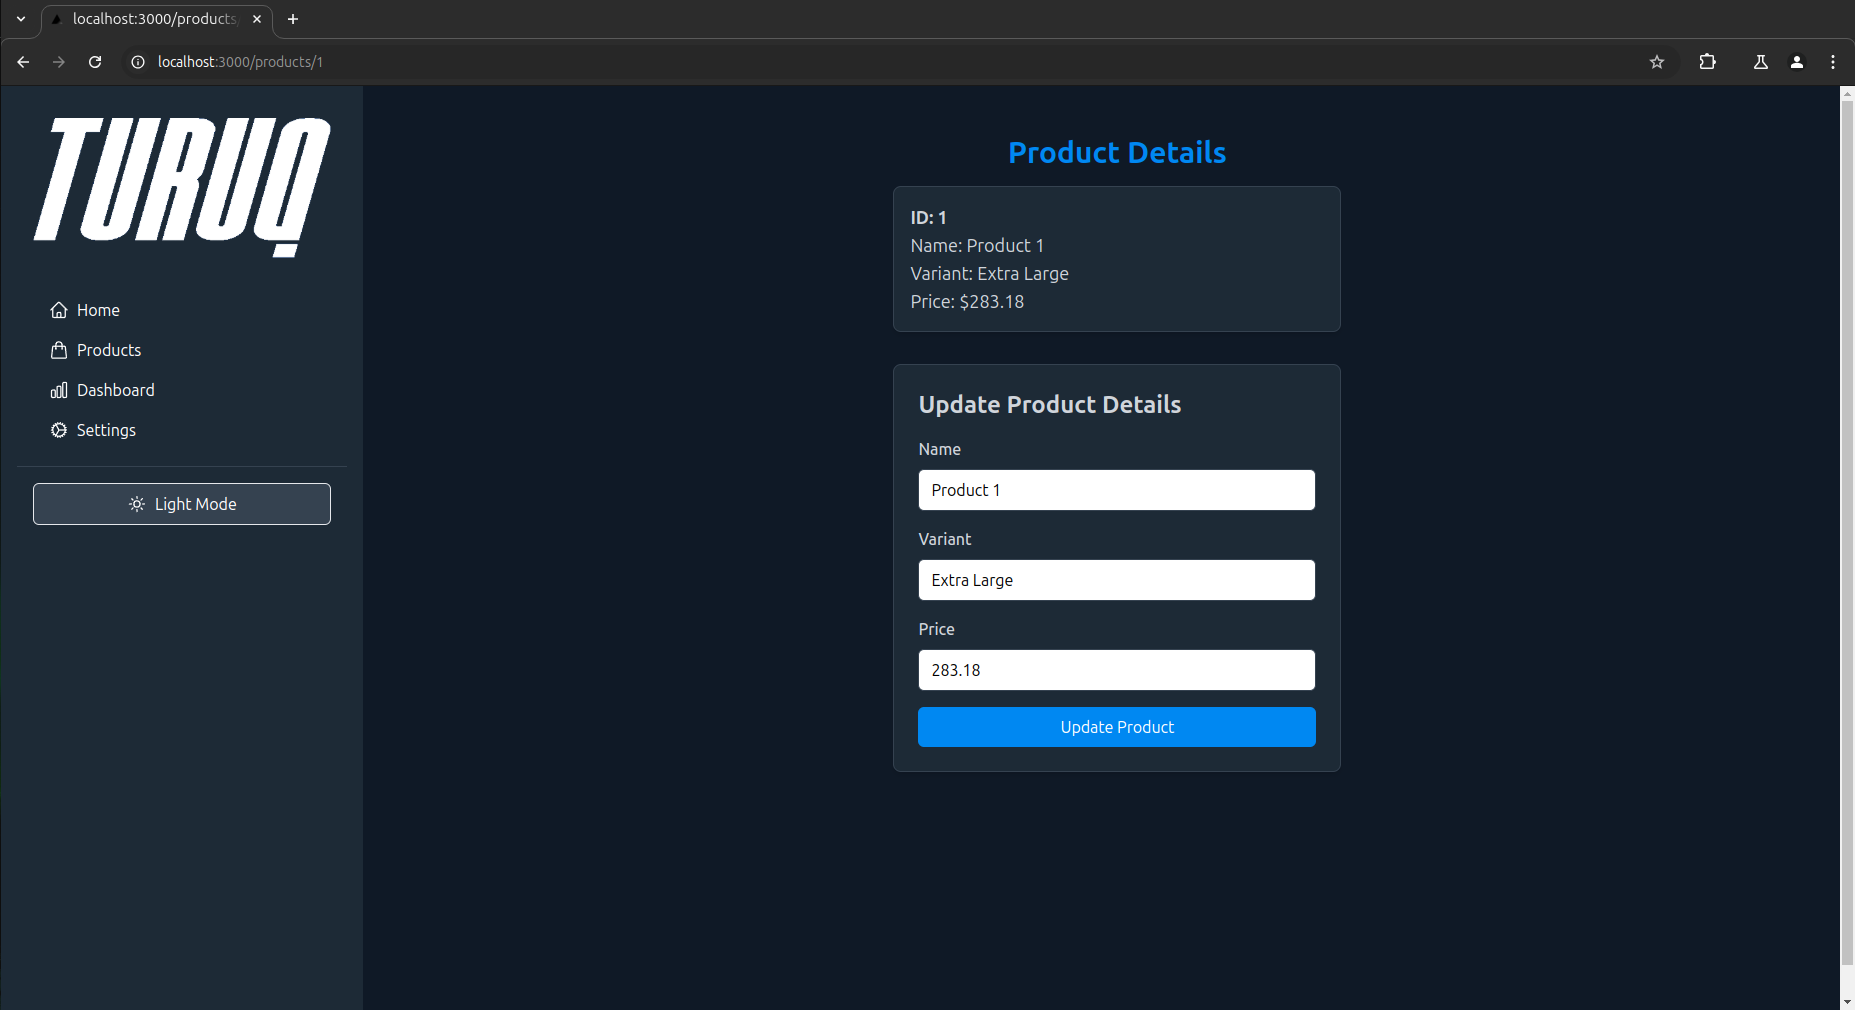 localhost:3000/products
localhost:3000/products/1
TURUQ
Home
Products
Dashboard
Settings
Light Mode
Product Details
ID: 1
Name: Product 1
Variant: Extra Large
Price: $283.18
Update Product Details
Name
Product 1
Variant
Extra Large
Price
283.18
Update Product